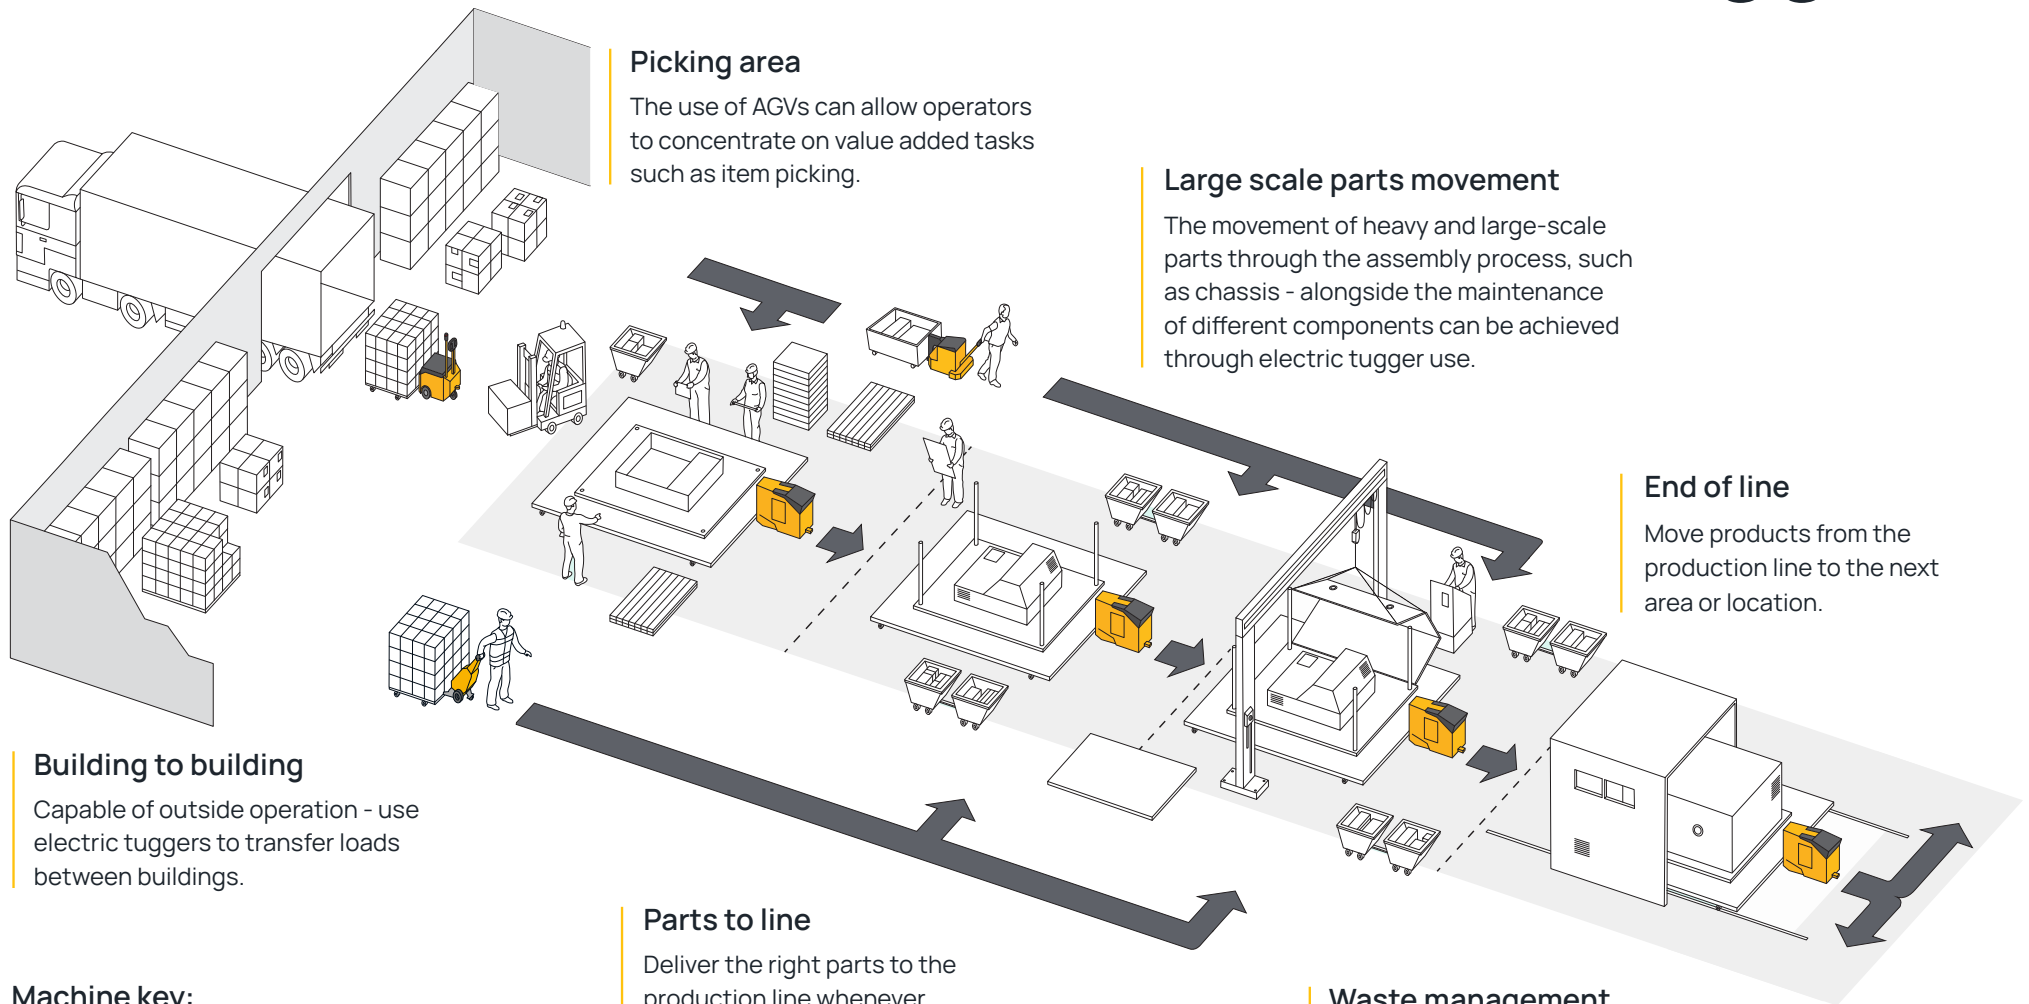 Picking area
The use of AGVs can allow operators
to concentrate on value added tasks
such as item picking.
Large scale parts movement
The movement of heavy and large-scale
parts through the assembly process, such
as chassis - alongside the maintenance
of different components can be achieved
through electric tugger use.
End of line
Move products from the
production line to the next
area or location.
Building to building
Capable of outside operation - use
electric tuggers to transfer loads
between buildings.
Parts to line
Deliver the right parts to the
production line whenever
Machine key:
Waste management